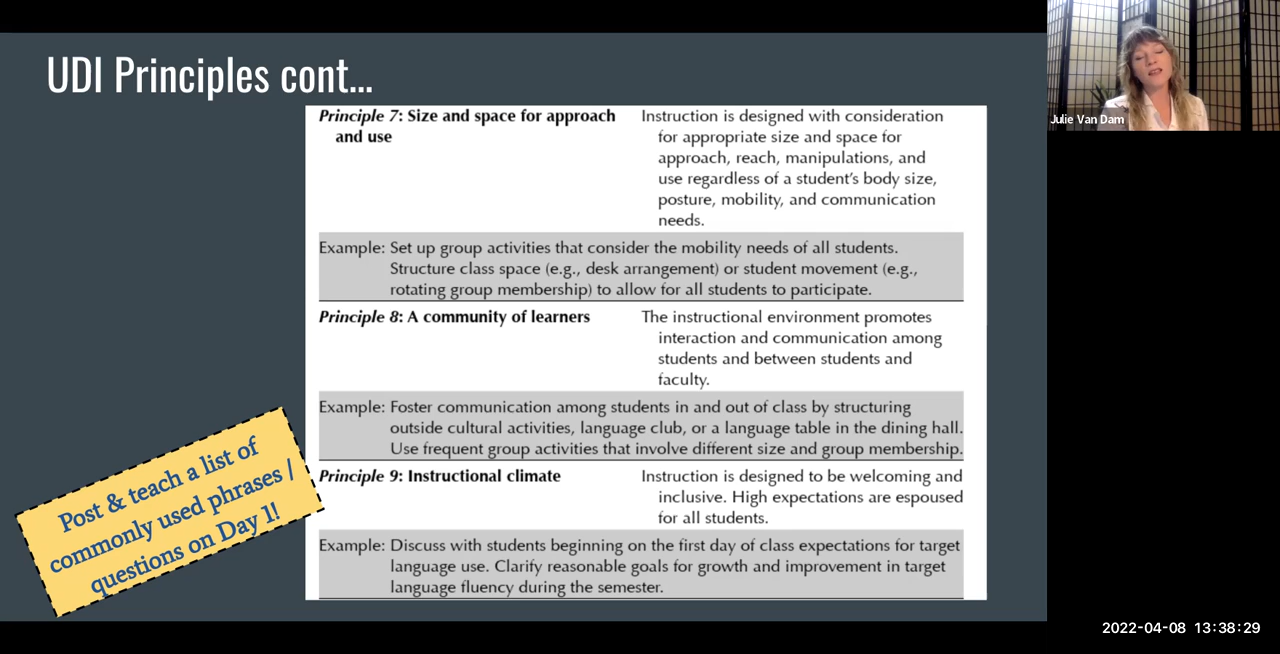 UDI Principles cont...
Principle 7: Size and space for approach
and use
Instruction is designed with consideration
for appropriate size and space for
approach, reach, manipulations, and
use regardless of a student's body size,
posture, mobility, and communication
needs.
Example: Set up group activities that consider the mobility needs of all students.
Structure class space (e.g., desk arrangement) or student movement (e.g.,
rotating group membership) to allow for all students to participate.
Principle 8: A community of learners
The instructional environment promotes
interaction and communication among
students and between students and
faculty.
Example: Foster communication among students in and out of class by structuring
outside cultural activities, language club, or a language table in the dining hall.
Use frequent group activities that involve different size and group membership.
Principle 9: Instructional climate
Instruction is designed to be welcoming and
inclusive. High expectations are espoused
for all students.
Example: Discuss with students beginning on the first day of class expectations for target
language use. Clarify reasonable goals for growth and improvement in target
language fluency during the semester.
Post & teach a list of
commonly used phrases /
questions on Day 1!
Julie Van Dam
2022-04-08 13:38:29